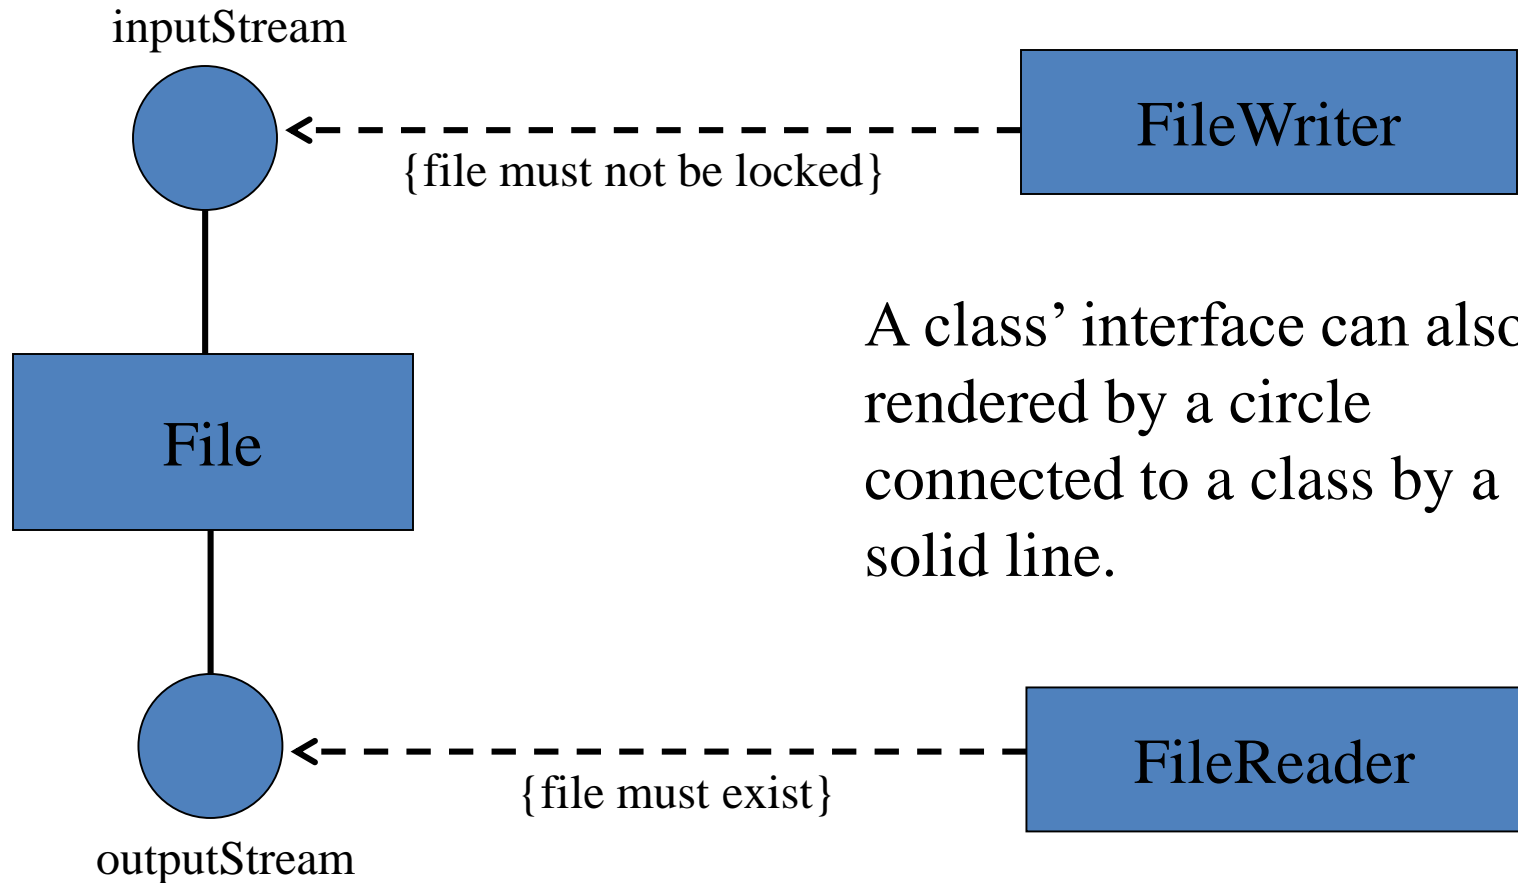 inputStream
FileWriter
{file must not be locked}
A class’ interface can also
rendered by a circle
connected to a class by a
solid line.
File
FileReader
{file must exist}
outputStream